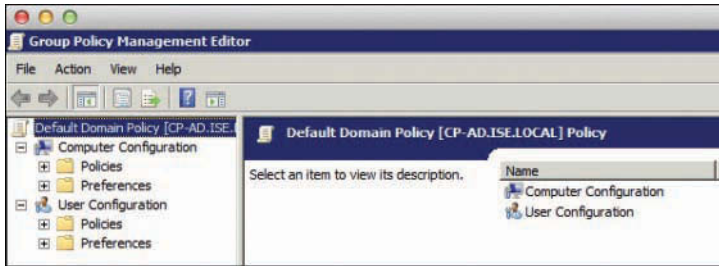 Group Policy Management Editor
File Action View Help
Default Domain Policy [CP-AD.ISE.L
Computer Configuration
Policies
Preferences
User Configuration
Policies
Preferences
Default Domain Policy [CP-AD.ISE.LOCAL] Policy
Select an item to view its description.
Name
Computer Configuration
User Configuration